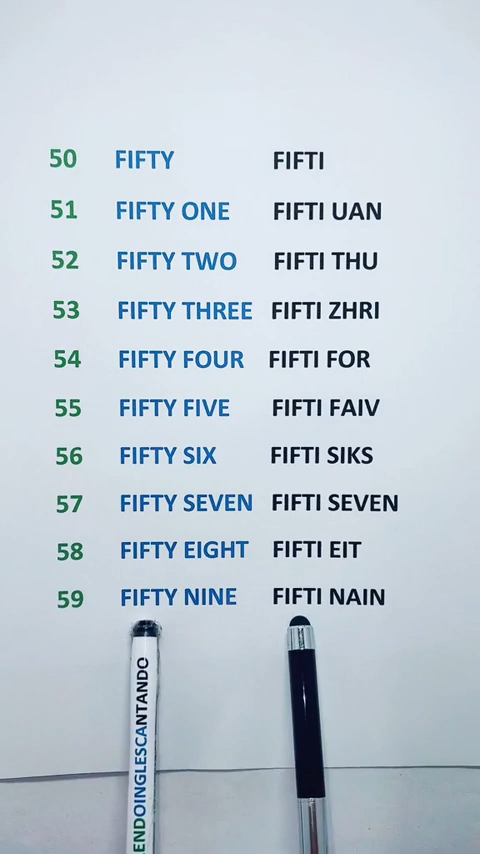 50 FIFTY FIFTI
51 FIFTY ONE FIFTI UAN
52 FIFTY TWO FIFTI THU
53 FIFTY THREE FIFTI ZHRI
54 FIFTY FOUR FIFTI FOR
55 FIFTY FIVE FIFTI FAIV
56 FIFTY SIX FIFTI SIKS
57 FIFTY SEVEN FIFTI SEVEN
58 FIFTY EIGHT FIFTI EIT
59 FIFTY NINE FIFTI NAIN
ENDOINGLESCANTANDO